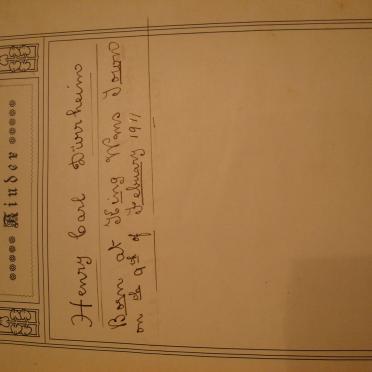 Kinder
Henry Carl Dürrheim
Born at King Wms Town
on the 9th of February 1911